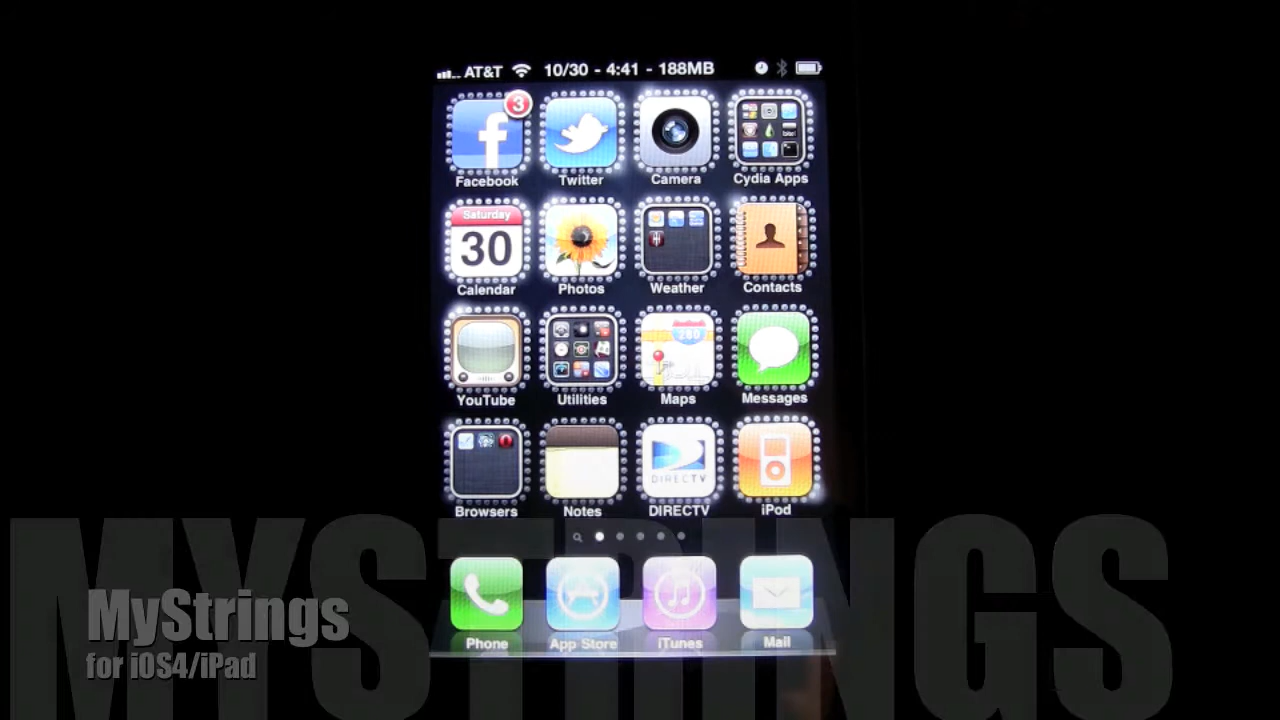 AT&T 10/30 - 4:41 - 188MB
3
Facebook Twitter Camera Cydia Apps
Saturday
30
Calendar Photos Weather Contacts
280
YouTube Utilities Maps Messages
DIRECTV
Browsers Notes DIRECTV iPod
MYSTRINGS
MyStrings
for iOS4/iPad
Phone App Store iTunes Mail